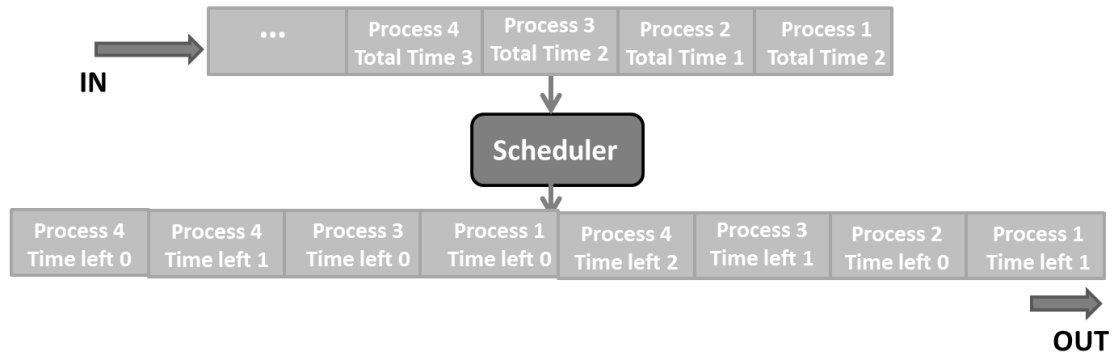 ...
Process 4
Total Time 3
Process 3
Total Time 2
Process 2
Total Time 1
Process 1
Total Time 2
IN
Scheduler
Process 4
Time left 0
Process 4
Time left 1
Process 3
Time left 0
Process 1
Time left 0
Process 4
Time left 2
Process 3
Time left 1
Process 2
Time left 0
Process 1
Time left 1
OUT